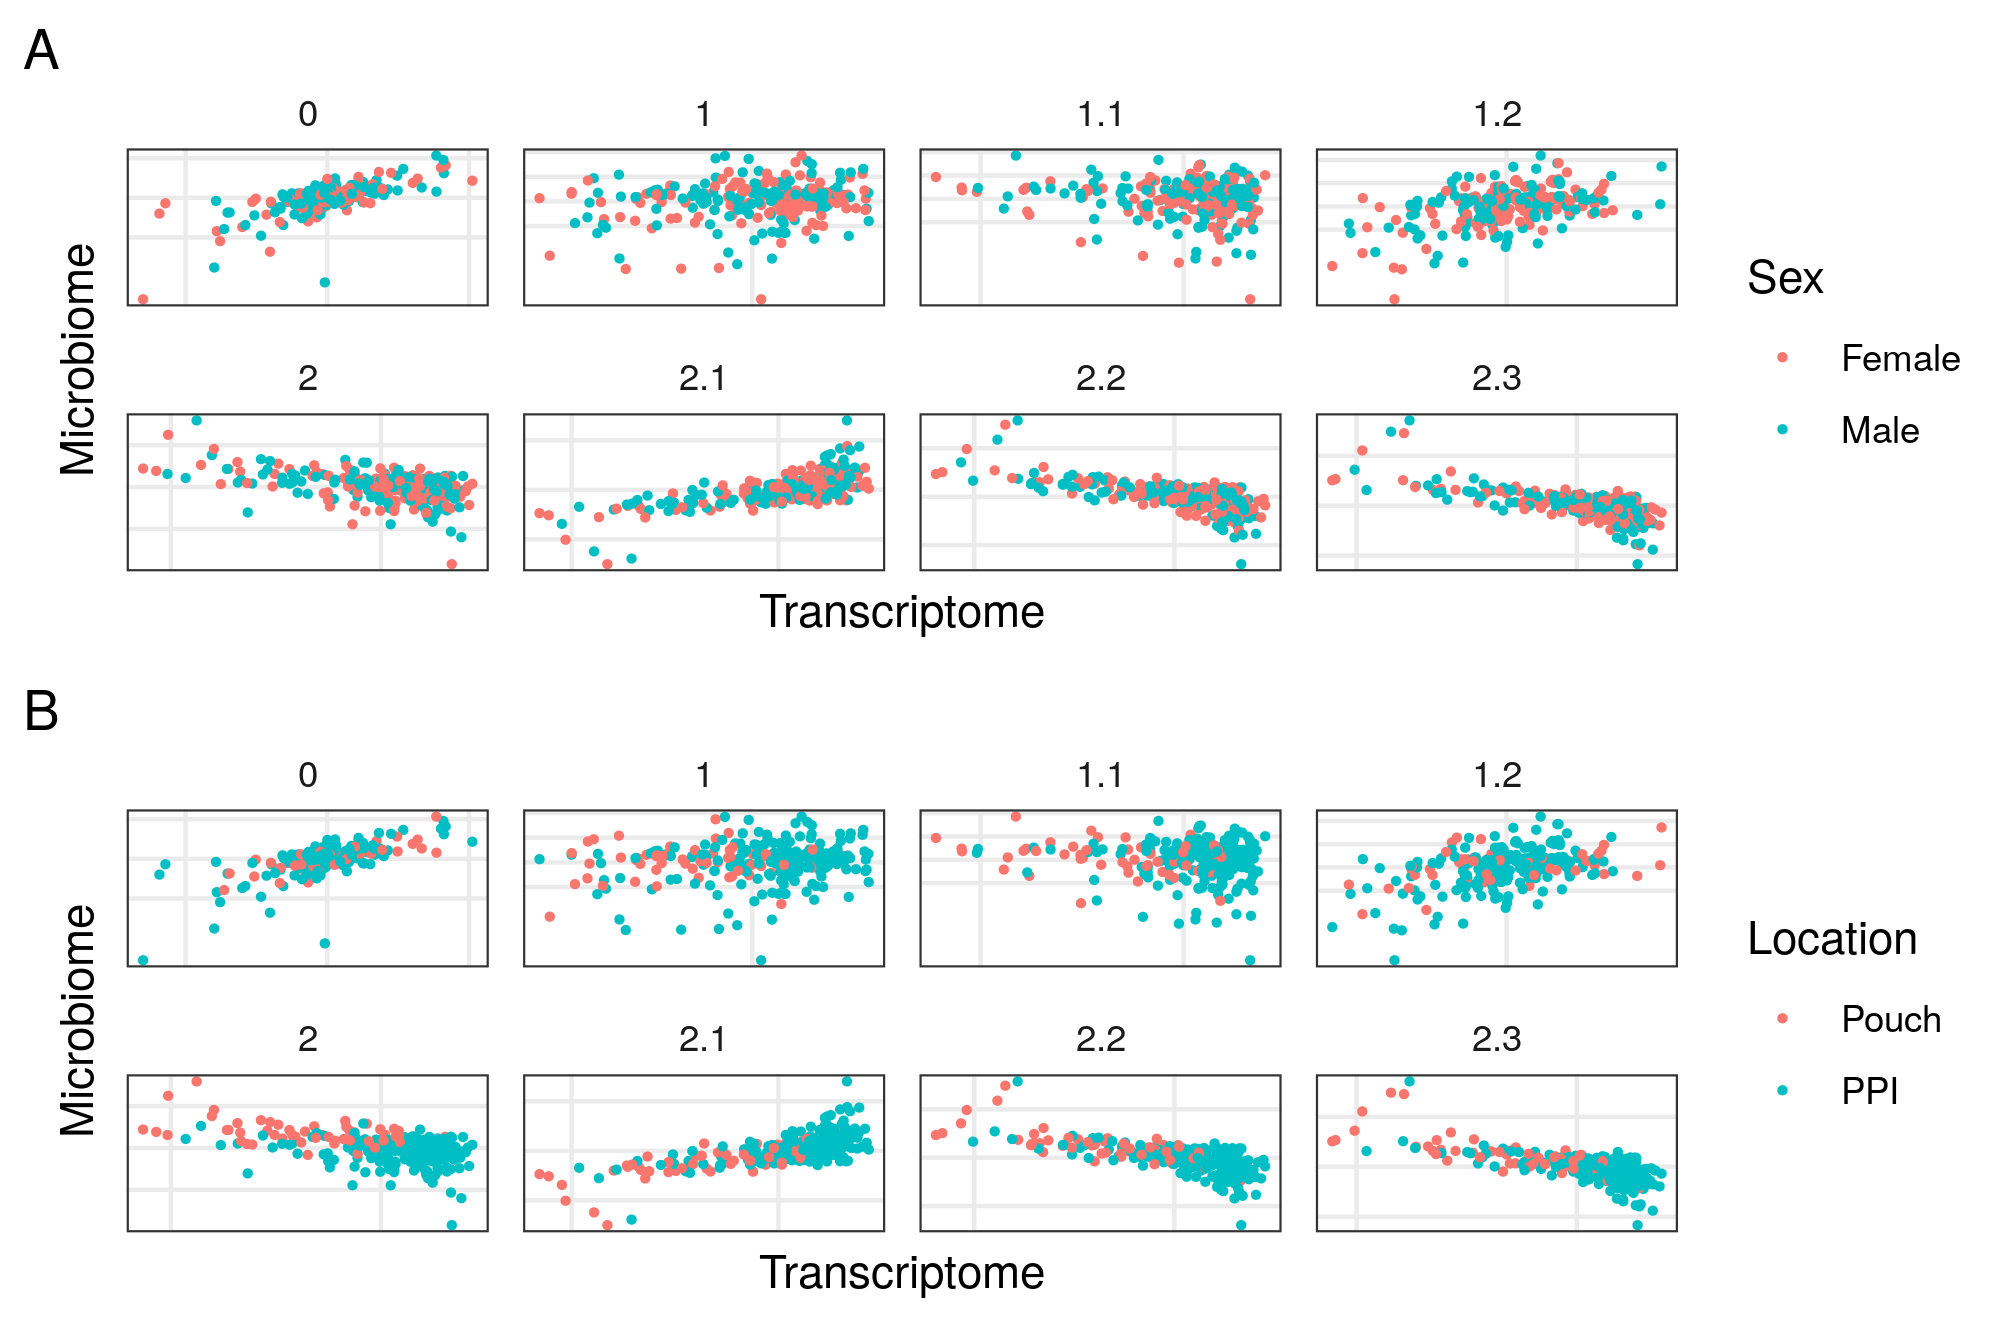 A
0 1 1.1 1.2
2 2.1 2.2 2.3
Microbiome
Transcriptome
Sex
Female
Male
B
0 1 1.1 1.2
2 2.1 2.2 2.3
Microbiome
Transcriptome
Location
Pouch
PPI